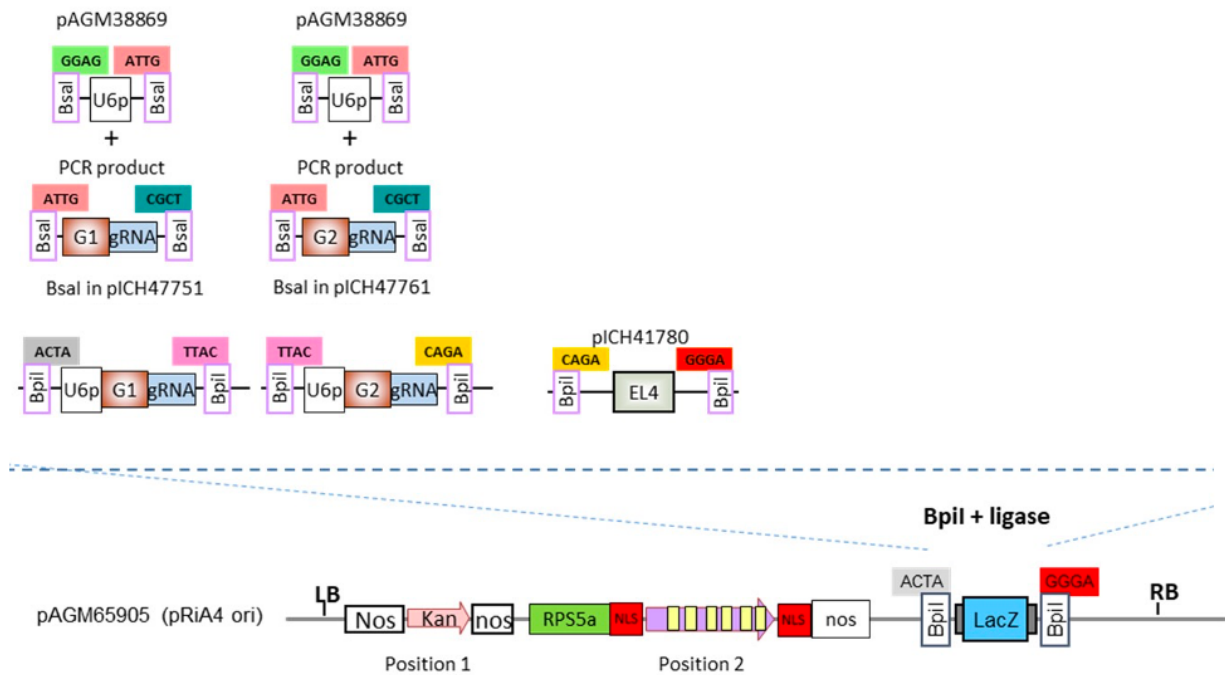 pAGM38869 pAGM38869
GGAG ATTG GGAG ATTG
BsaI U6p BsaI BsaI U6p BsaI
+ +
PCR product PCR product
ATTG CGCT ATTG CGCT
BsaI G1 gRNA BsaI BsaI G2 gRNA BsaI
BsaI in pICH47751 BsaI in pICH47761
pICH41780
ACTA TTAC TTAC CAGA CAGA GGGA
BpiI U6p G1 gRNA BpiI BpiI U6p G2 gRNA BpiI BpiI EL4 BpiI
BpiI + ligase
ACTA GGGA
LB RB
pAGM65905 (pRiA4 ori) Nos Kan nos RPS5a NLS NLS nos BpiI LacZ BpiI
Position 1 Position 2